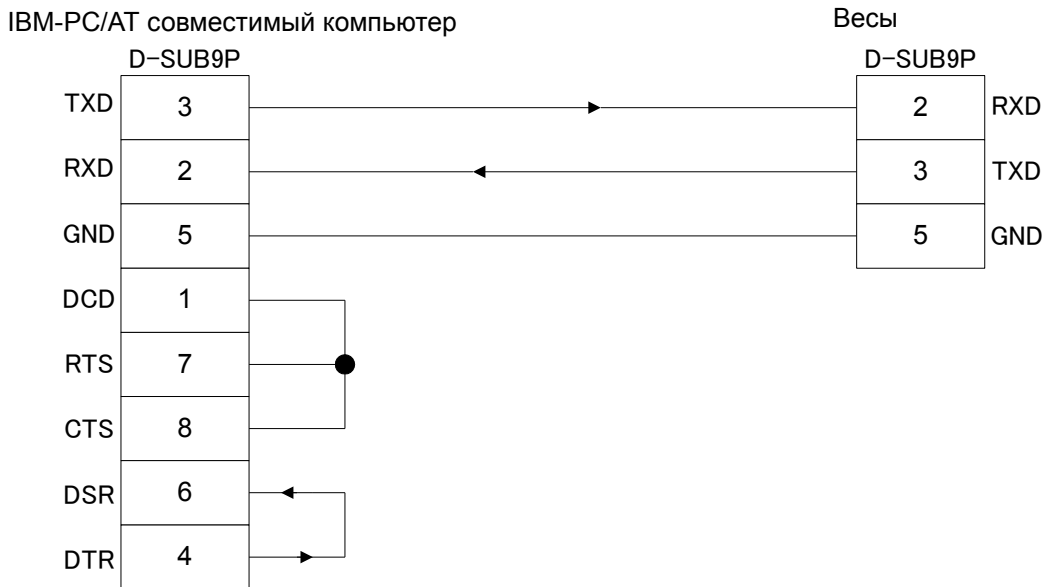 IBM-PC/AT совместимый компьютер Весы
D-SUB9P D-SUB9P
TXD 3 2 RXD
RXD 2 3 TXD
GND 5 5 GND
DCD 1
RTS 7
CTS 8
DSR 6
DTR 4